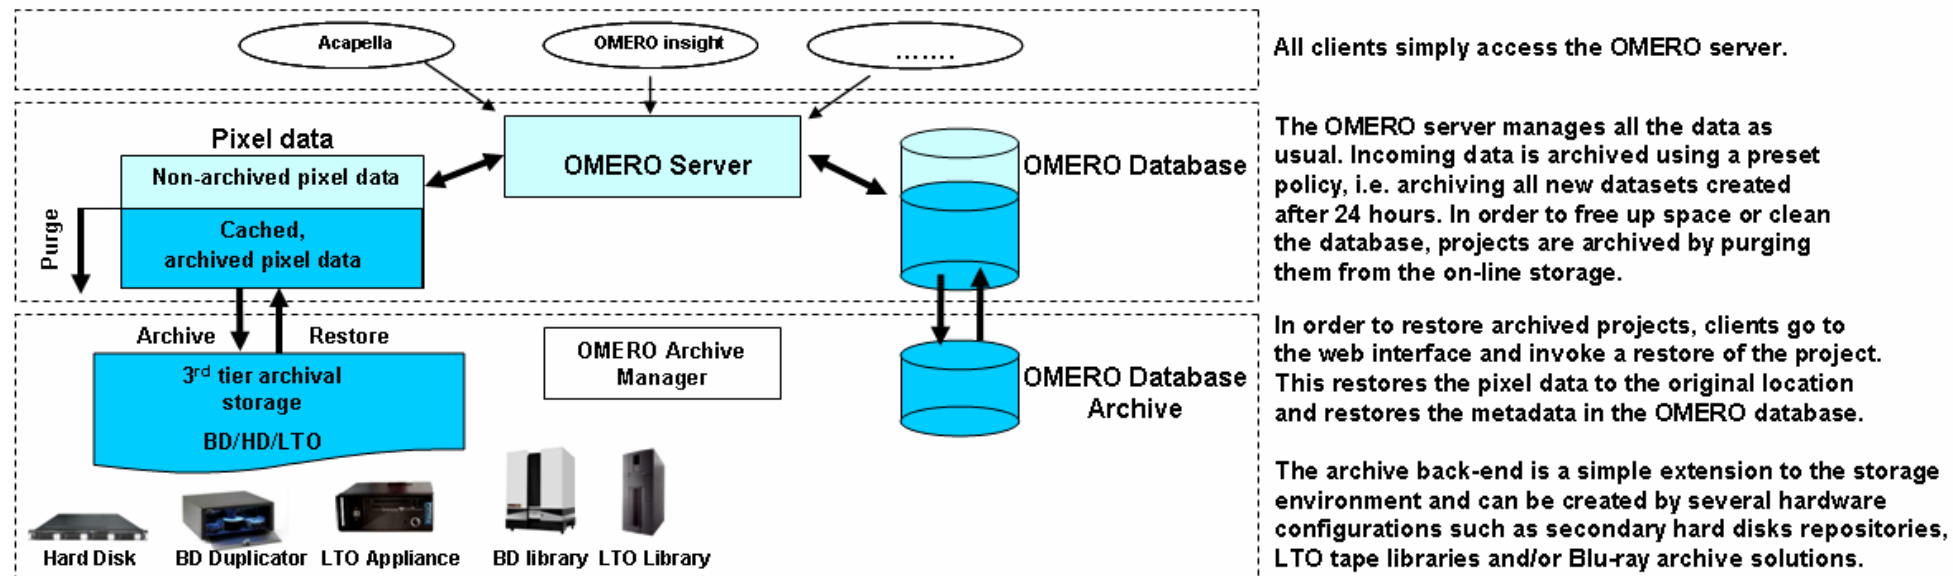 Acapella
OMERO insight
.......
All clients simply access the OMERO server.
Pixel data
Non-archived pixel data
Cached,
archived pixel data
Purge
OMERO Server
OMERO Database
The OMERO server manages all the data as
usual. Incoming data is archived using a preset
policy, i.e. archiving all new datasets created
after 24 hours. In order to free up space or clean
the database, projects are archived by purging
them from the on-line storage.
Archive
Restore
3rd tier archival
storage
BD/HD/LTO
OMERO Archive
Manager
OMERO Database
Archive
In order to restore archived projects, clients go to
the web interface and invoke a restore of the project.
This restores the pixel data to the original location
and restores the metadata in the OMERO database.
Hard Disk
BD Duplicator
LTO Appliance
BD library
LTO Library
The archive back-end is a simple extension to the storage
environment and can be created by several hardware
configurations such as secondary hard disks repositories,
LTO tape libraries and/or Blu-ray archive solutions.